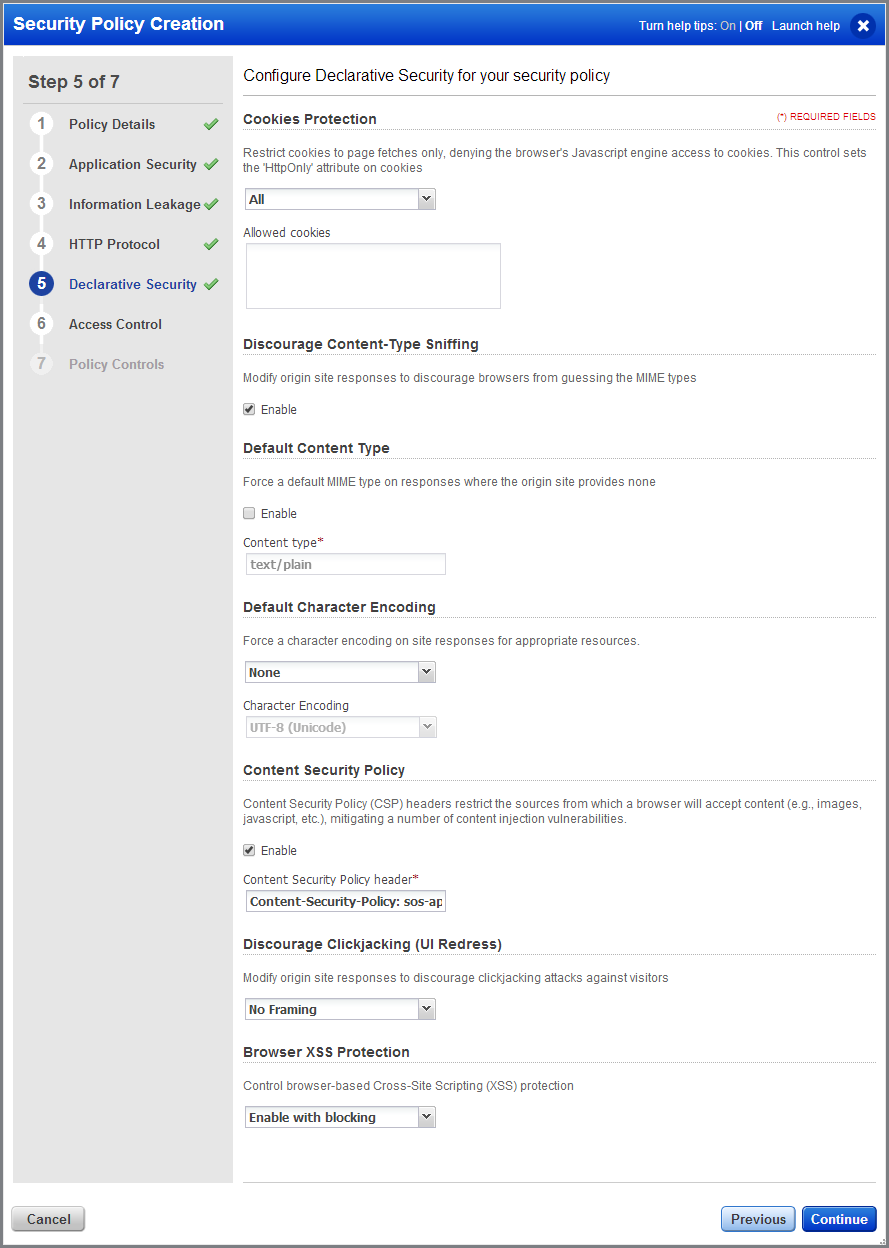 Security Policy Creation
Turn help tips: On | Off Launch help
Step 5 of 7
1 Policy Details
2 Application Security
3 Information Leakage
4 HTTP Protocol
5 Declarative Security
6 Access Control
7 Policy Controls
Configure Declarative Security for your security policy
Cookies Protection
(*) REQUIRED FIELDS
Restrict cookies to page fetches only, denying the browser's Javascript engine access to cookies. This control sets
the 'HttpOnly' attribute on cookies
All
Allowed cookies
Discourage Content-Type Sniffing
Modify origin site responses to discourage browsers from guessing the MIME types
Enable
Default Content Type
Force a default MIME type on responses where the origin site provides none
Enable
Content type*
text/plain
Default Character Encoding
Force a character encoding on site responses for appropriate resources.
None
Character Encoding
UTF-8 (Unicode)
Content Security Policy
Content Security Policy (CSP) headers restrict the sources from which a browser will accept content (e.g., images,
javascript, etc.), mitigating a number of content injection vulnerabilities.
Enable
Content Security Policy header*
Content-Security-Policy: sos-ap
Discourage Clickjacking (UI Redress)
Modify origin site responses to discourage clickjacking attacks against visitors
No Framing
Browser XSS Protection
Control browser-based Cross-Site Scripting (XSS) protection
Enable with blocking
Cancel
Previous
Continue